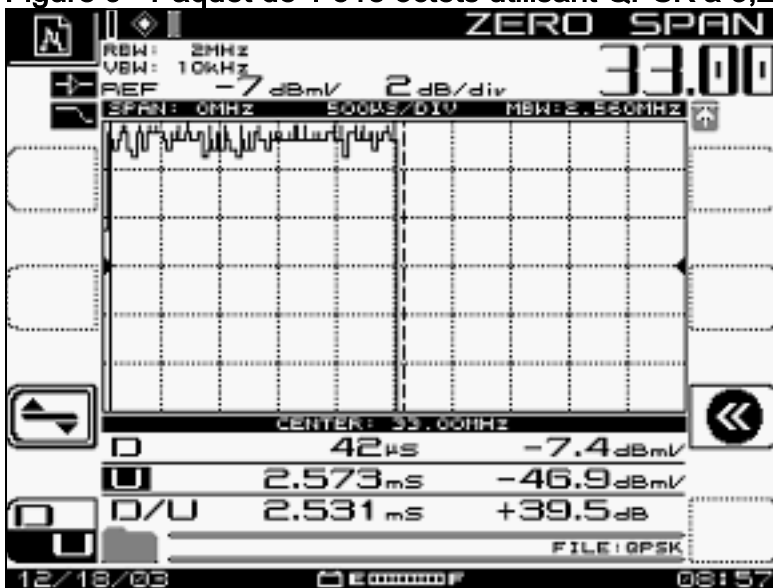 ZERO SPAN
RBW: 2MHz
VBW: 10kHz
REF -7 dBmV 2 dB/div
33.00
SPAN: 0MHz 500µS/DIV MBW:2.560MHz
CENTER: 33.00MHz
D 42µs -7.4dBmV
U 2.573ms -46.9dBmV
D/U 2.531ms +39.5dB
FILE:QPSK
D
U
12/18/03 E F 08:57